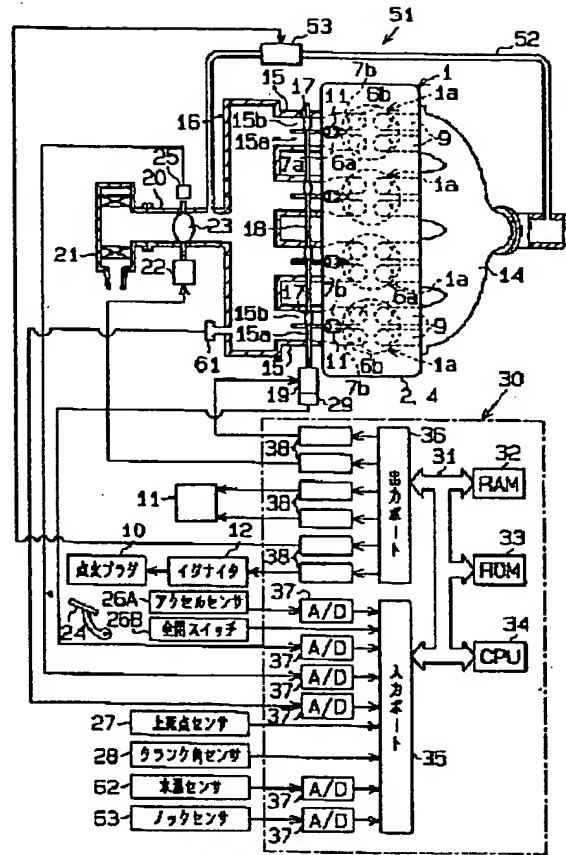 53
51
52
7b
1
15
17
11
6b
1a
15b
16
15a
9
25
7a
6a
1a
20
23
18
21
22
7b
6a
1a
14
17
15b
9
15a
61
15
11
6b
1a
7b
2, 4
19
29
30
36
31
32
38
出力ポート
RAM
11
38
10
12
33
点火プラグ
イグナイタ
38
ROM
26A
アクセルセンサ
37
A/D
34
24
26B
全閉スイッチ
CPU
37
A/D
入力ポート
37
A/D
37
A/D
27
上死点センサ
35
28
クランク角センサ
62
水温センサ
37
A/D
63
ノックセンサ
37
A/D